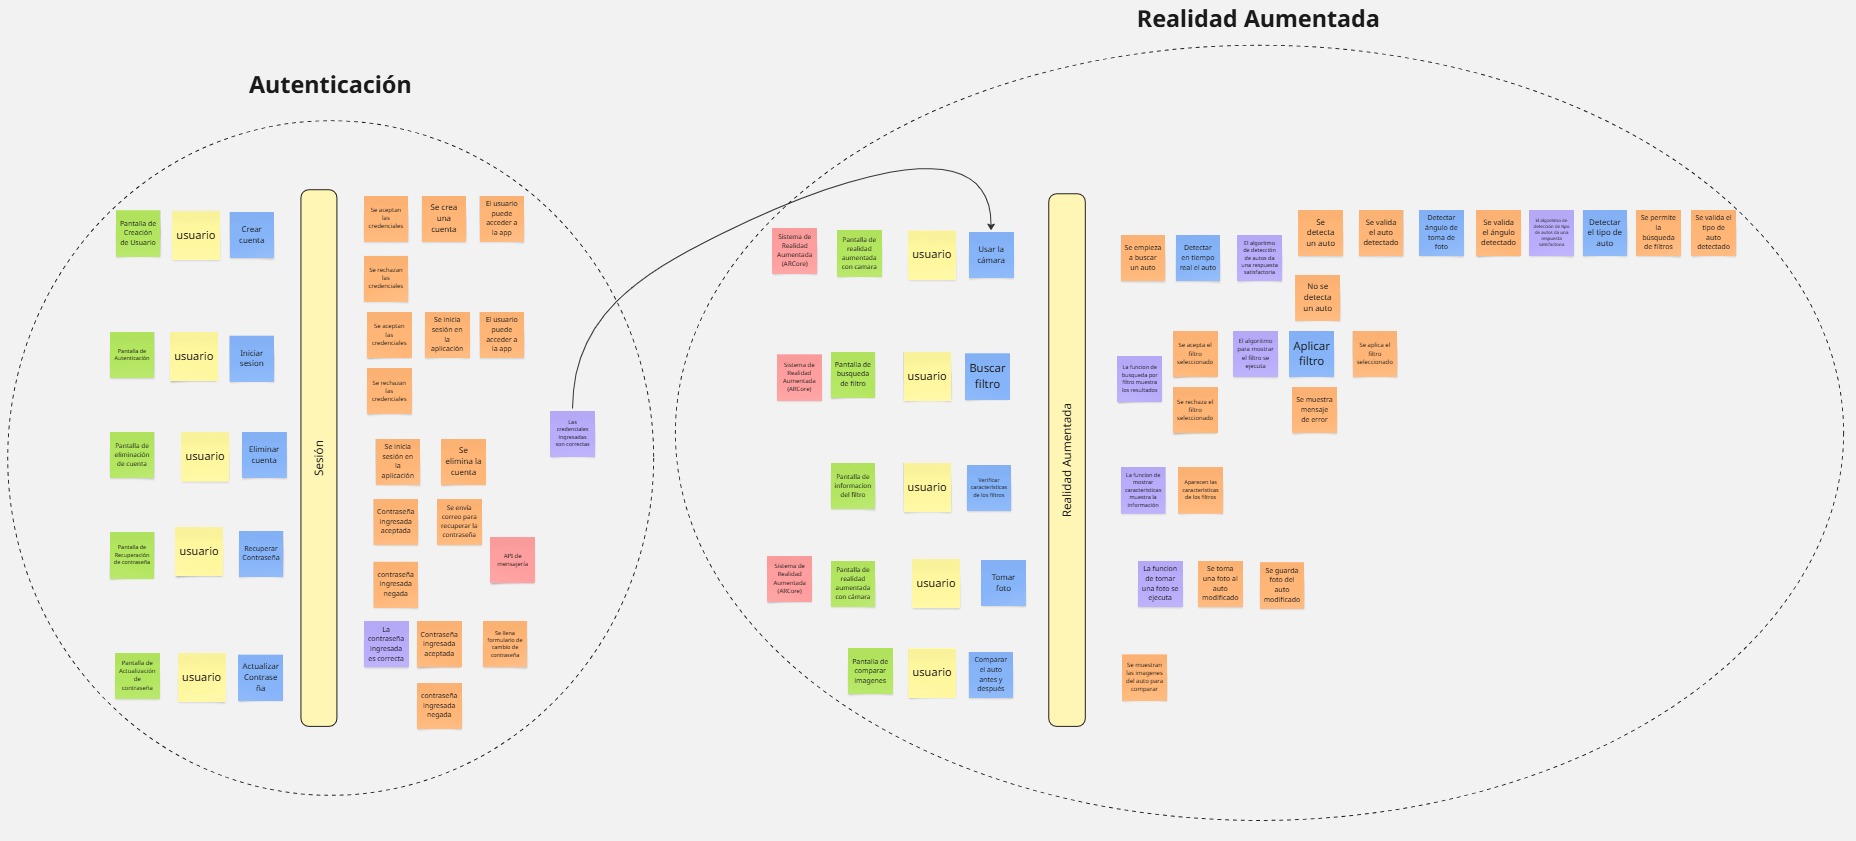 Realidad Aumentada
Autenticación
Pantalla de
Creación
de Usuario
usuario
Crear
cuenta
Se aceptan
las
credenciales
Se crea
una
cuenta
El usuario
puede
acceder a
la app
Se rechazan
las
credenciales
Pantalla de
Autenticación
usuario
Iniciar
sesion
Se aceptan
las
credenciales
Se inicia
sesión en
la
aplicación
El usuario
puede
acceder a
la app
Se rechazan
las
credenciales
Las
credenciales
ingresadas
son correctas
Pantalla de
eliminación
de cuenta
usuario
Eliminar
cuenta
Sesión
Se inicia
sesión en
la
aplicación
Se
elimina la
cuenta
Pantalla de
Recuperación
de contraseña
usuario
Recuperar
Contraseña
Contraseña
ingresada
aceptada
Se envía
correo para
recuperar la
contraseña
API de
mensajería
contraseña
ingresada
negada
Pantalla de
Actualización
de
contraseña
usuario
Actualizar
Contrase
ña
La
contraseña
ingresada
es correcta
Contraseña
ingresada
aceptada
Se llena
formulario de
cambio de
contraseña
contraseña
ingresada
negada
Sistema de
Realidad
Aumentada
(ARCore)
Pantalla de
realidad
aumentada
con camara
usuario
Usar la
cámara
Se empieza
a buscar
un auto
Detectar
en tiempo
real el auto
El algoritmo
de detección
de autos da
una respuesta
satisfactoria
Se
detecta
un auto
Se valida
el auto
detectado
Detectar
ángulo de
toma de
foto
Se valida
el ángulo
detectado
El algoritmo de
detección de tipo
de autos da una
respuesta
satisfactoria
Detectar
el tipo de
auto
Se permite
la
búsqueda
de filtros
Se valida el
tipo de
auto
detectado
No se
detecta
un auto
Sistema de
Realidad
Aumentada
(ARCore)
Pantalla de
busqueda
de filtro
usuario
Buscar
filtro
La funcion de
busqueda por
filtro muestra
los resultados
Se acepta el
filtro
seleccionado
El algoritmo
para mostrar
el filtro se
ejecuta
Aplicar
filtro
Se aplica el
filtro
seleccionado
Se rechaza el
filtro
seleccionado
Se muestra
mensaje
de error
Realidad Aumentada
Pantalla de
informacion
del filtro
usuario
Verificar
características
de los filtros
La funcion de
mostrar
características
muestra la
información
Aparecen las
características
de los filtros
Sistema de
Realidad
Aumentada
(ARCore)
Pantalla de
realidad
aumentada
con cámara
usuario
Tomar
foto
La funcion
de tomar
una foto se
ejecuta
Se toma
una foto al
auto
modificado
Se guarda
foto del
auto
modificado
Pantalla de
comparar
imagenes
usuario
Comparar
el auto
antes y
después
Se muestran
las imagenes
del auto para
comparar